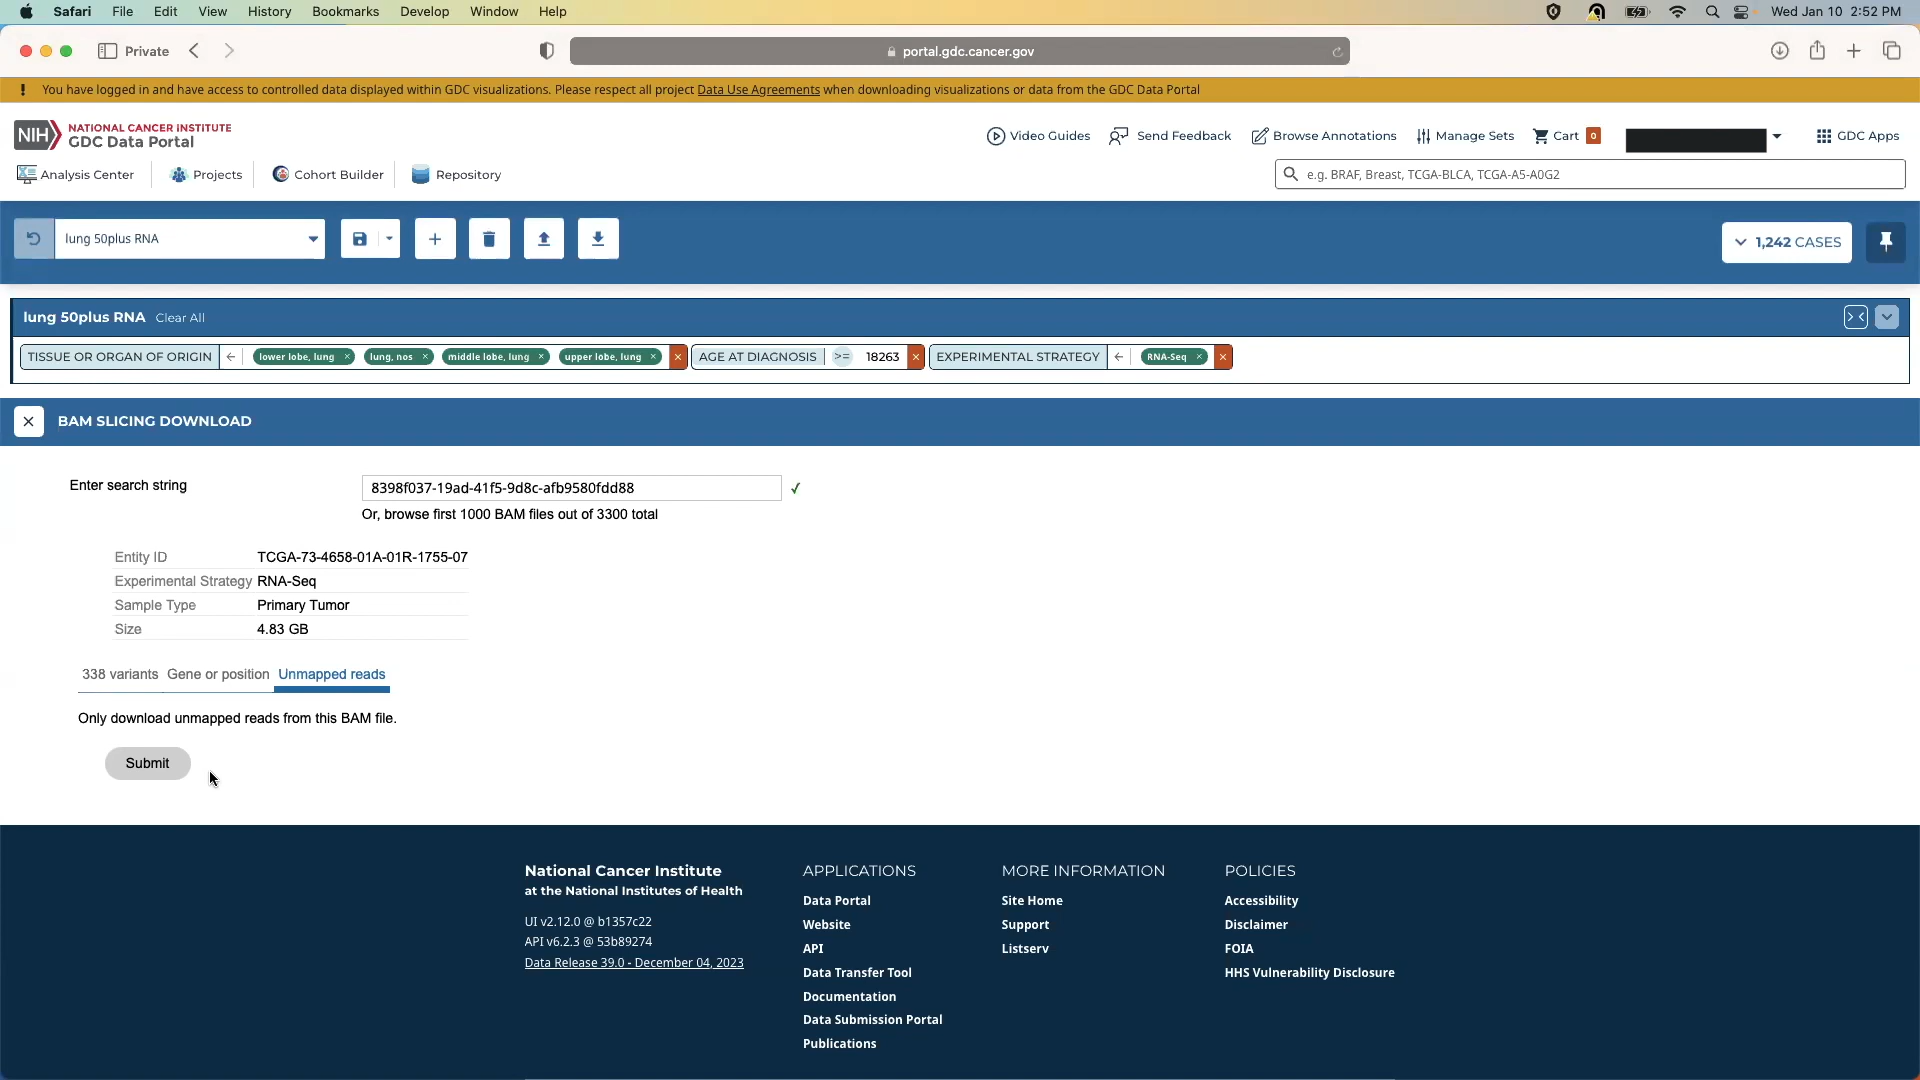 Safari File Edit View History Bookmarks Develop Window Help Wed Jan 10 2:52 PM
Private portal.gdc.cancer.gov
! You have logged in and have access to controlled data displayed within GDC visualizations. Please respect all project Data Use Agreements when downloading visualizations or data from the GDC Data Portal
NIH NATIONAL CANCER INSTITUTE
GDC Data Portal
Video Guides Send Feedback Browse Annotations Manage Sets Cart 0 GDC Apps
Analysis Center Projects Cohort Builder Repository e.g. BRAF, Breast, TCGA-BLCA, TCGA-A5-A0G2
lung 50plus RNA 1,242 CASES
lung 50plus RNA Clear All
TISSUE OR ORGAN OF ORIGIN lower lobe, lung × lung, nos × middle lobe, lung × upper lobe, lung × × AGE AT DIAGNOSIS >= 18263 × EXPERIMENTAL STRATEGY RNA-Seq × ×
× BAM SLICING DOWNLOAD
Enter search string 8398f037-19ad-41f5-9d8c-afb9580fdd88 ✓
Or, browse first 1000 BAM files out of 3300 total
Entity ID TCGA-73-4658-01A-01R-1755-07
Experimental Strategy RNA-Seq
Sample Type Primary Tumor
Size 4.83 GB
338 variants Gene or position Unmapped reads
Only download unmapped reads from this BAM file.
Submit
National Cancer Institute
at the National Institutes of Health
UI v2.12.0 @ b1357c22
API v6.2.3 @ 53b89274
Data Release 39.0 - December 04, 2023
APPLICATIONS
Data Portal
Website
API
Data Transfer Tool
Documentation
Data Submission Portal
Publications
MORE INFORMATION
Site Home
Support
Listserv
POLICIES
Accessibility
Disclaimer
FOIA
HHS Vulnerability Disclosure